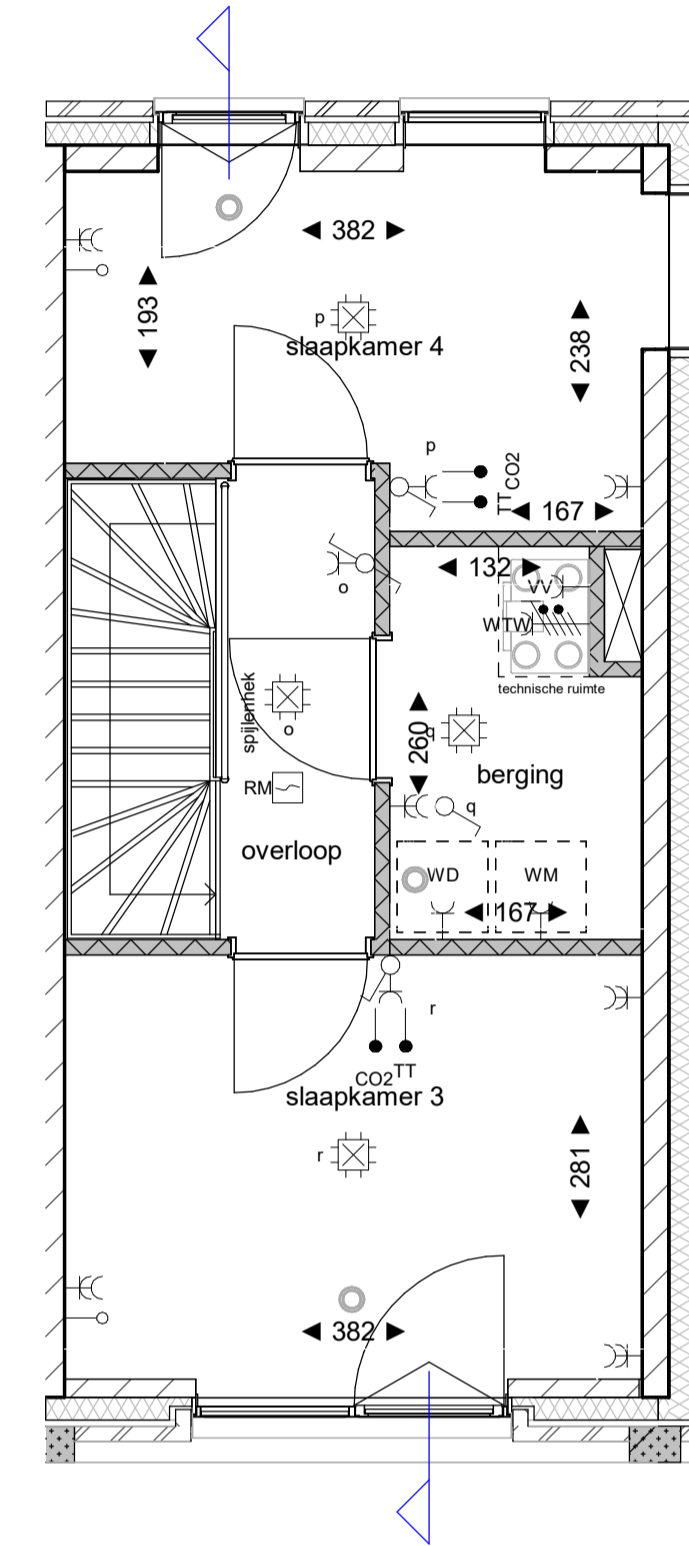 382
193
p
slaapkamer 4
238
p
CO2
TT
167
132
VV
WTW
o
technische ruimte
spijlenhek
o
260
q
berging
RM
q
overloop
WD
WM
167
r
CO2
TT
slaapkamer 3
r
281
382